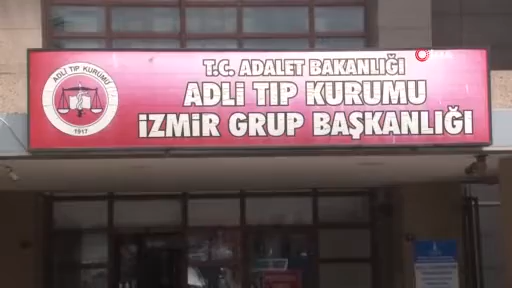 T.C. ADALET BAKANLIĞI
ADLİ TIP KURUMU
İZMİR GRUP BAŞKANLIĞI
ADLİ TIP KURUMU
1917